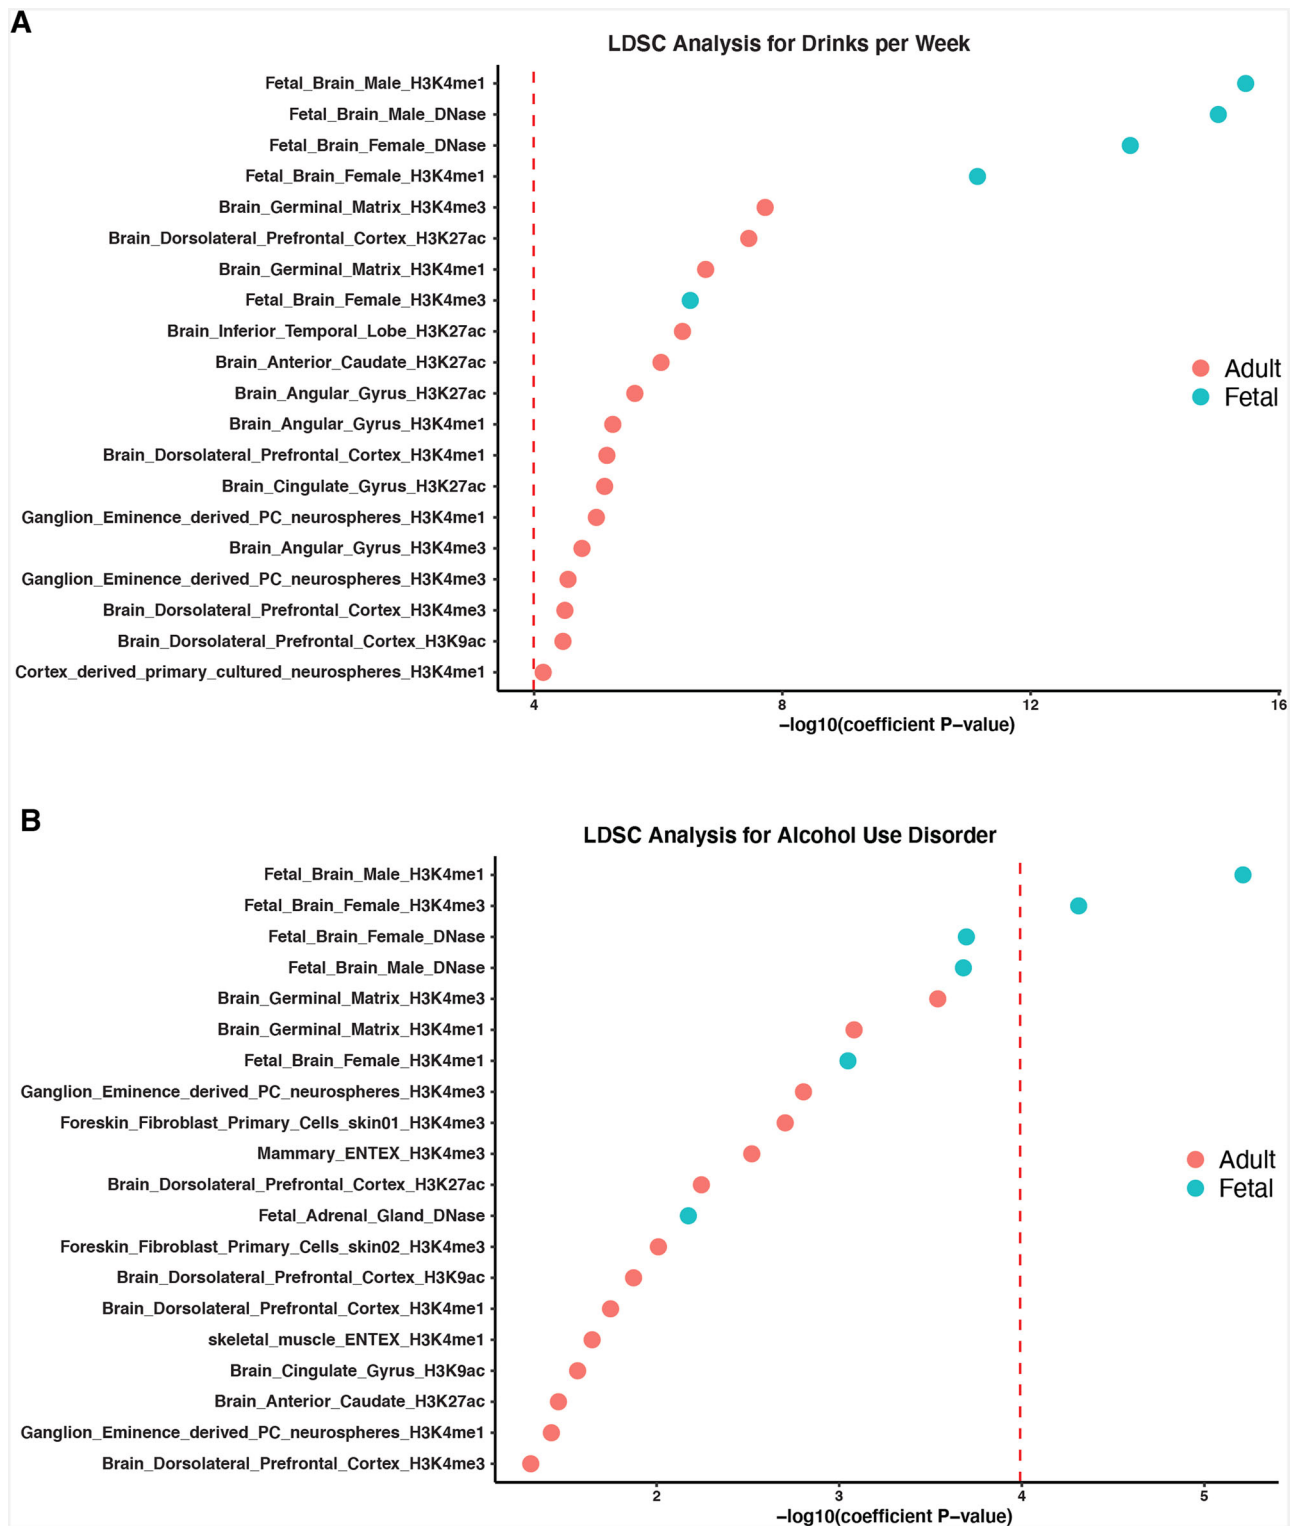 A
LDSC Analysis for Drinks per Week
Fetal_Brain_Male_H3K4me1
Fetal_Brain_Male_DNase
Fetal_Brain_Female_DNase
Fetal_Brain_Female_H3K4me1
Brain_Germinal_Matrix_H3K4me3
Brain_Dorsolateral_Prefrontal_Cortex_H3K27ac
Brain_Germinal_Matrix_H3K4me1
Fetal_Brain_Female_H3K4me3
Brain_Inferior_Temporal_Lobe_H3K27ac
Brain_Anterior_Caudate_H3K27ac
Brain_Angular_Gyrus_H3K27ac
Brain_Angular_Gyrus_H3K4me1
Brain_Dorsolateral_Prefrontal_Cortex_H3K4me1
Brain_Cingulate_Gyrus_H3K27ac
Ganglion_Eminence_derived_PC_neurospheres_H3K4me1
Brain_Angular_Gyrus_H3K4me3
Ganglion_Eminence_derived_PC_neurospheres_H3K4me3
Brain_Dorsolateral_Prefrontal_Cortex_H3K4me3
Brain_Dorsolateral_Prefrontal_Cortex_H3K9ac
Cortex_derived_primary_cultured_neurospheres_H3K4me1
Adult
Fetal
4 8 12 16
−log10(coefficient P−value)
B
LDSC Analysis for Alcohol Use Disorder
Fetal_Brain_Male_H3K4me1
Fetal_Brain_Female_H3K4me3
Fetal_Brain_Female_DNase
Fetal_Brain_Male_DNase
Brain_Germinal_Matrix_H3K4me3
Brain_Germinal_Matrix_H3K4me1
Fetal_Brain_Female_H3K4me1
Ganglion_Eminence_derived_PC_neurospheres_H3K4me3
Foreskin_Fibroblast_Primary_Cells_skin01_H3K4me3
Mammary_ENTEX_H3K4me3
Brain_Dorsolateral_Prefrontal_Cortex_H3K27ac
Fetal_Adrenal_Gland_DNase
Foreskin_Fibroblast_Primary_Cells_skin02_H3K4me3
Brain_Dorsolateral_Prefrontal_Cortex_H3K9ac
Brain_Dorsolateral_Prefrontal_Cortex_H3K4me1
skeletal_muscle_ENTEX_H3K4me1
Brain_Cingulate_Gyrus_H3K9ac
Brain_Anterior_Caudate_H3K27ac
Ganglion_Eminence_derived_PC_neurospheres_H3K4me1
Brain_Dorsolateral_Prefrontal_Cortex_H3K4me3
Adult
Fetal
2 3 4 5
−log10(coefficient P−value)